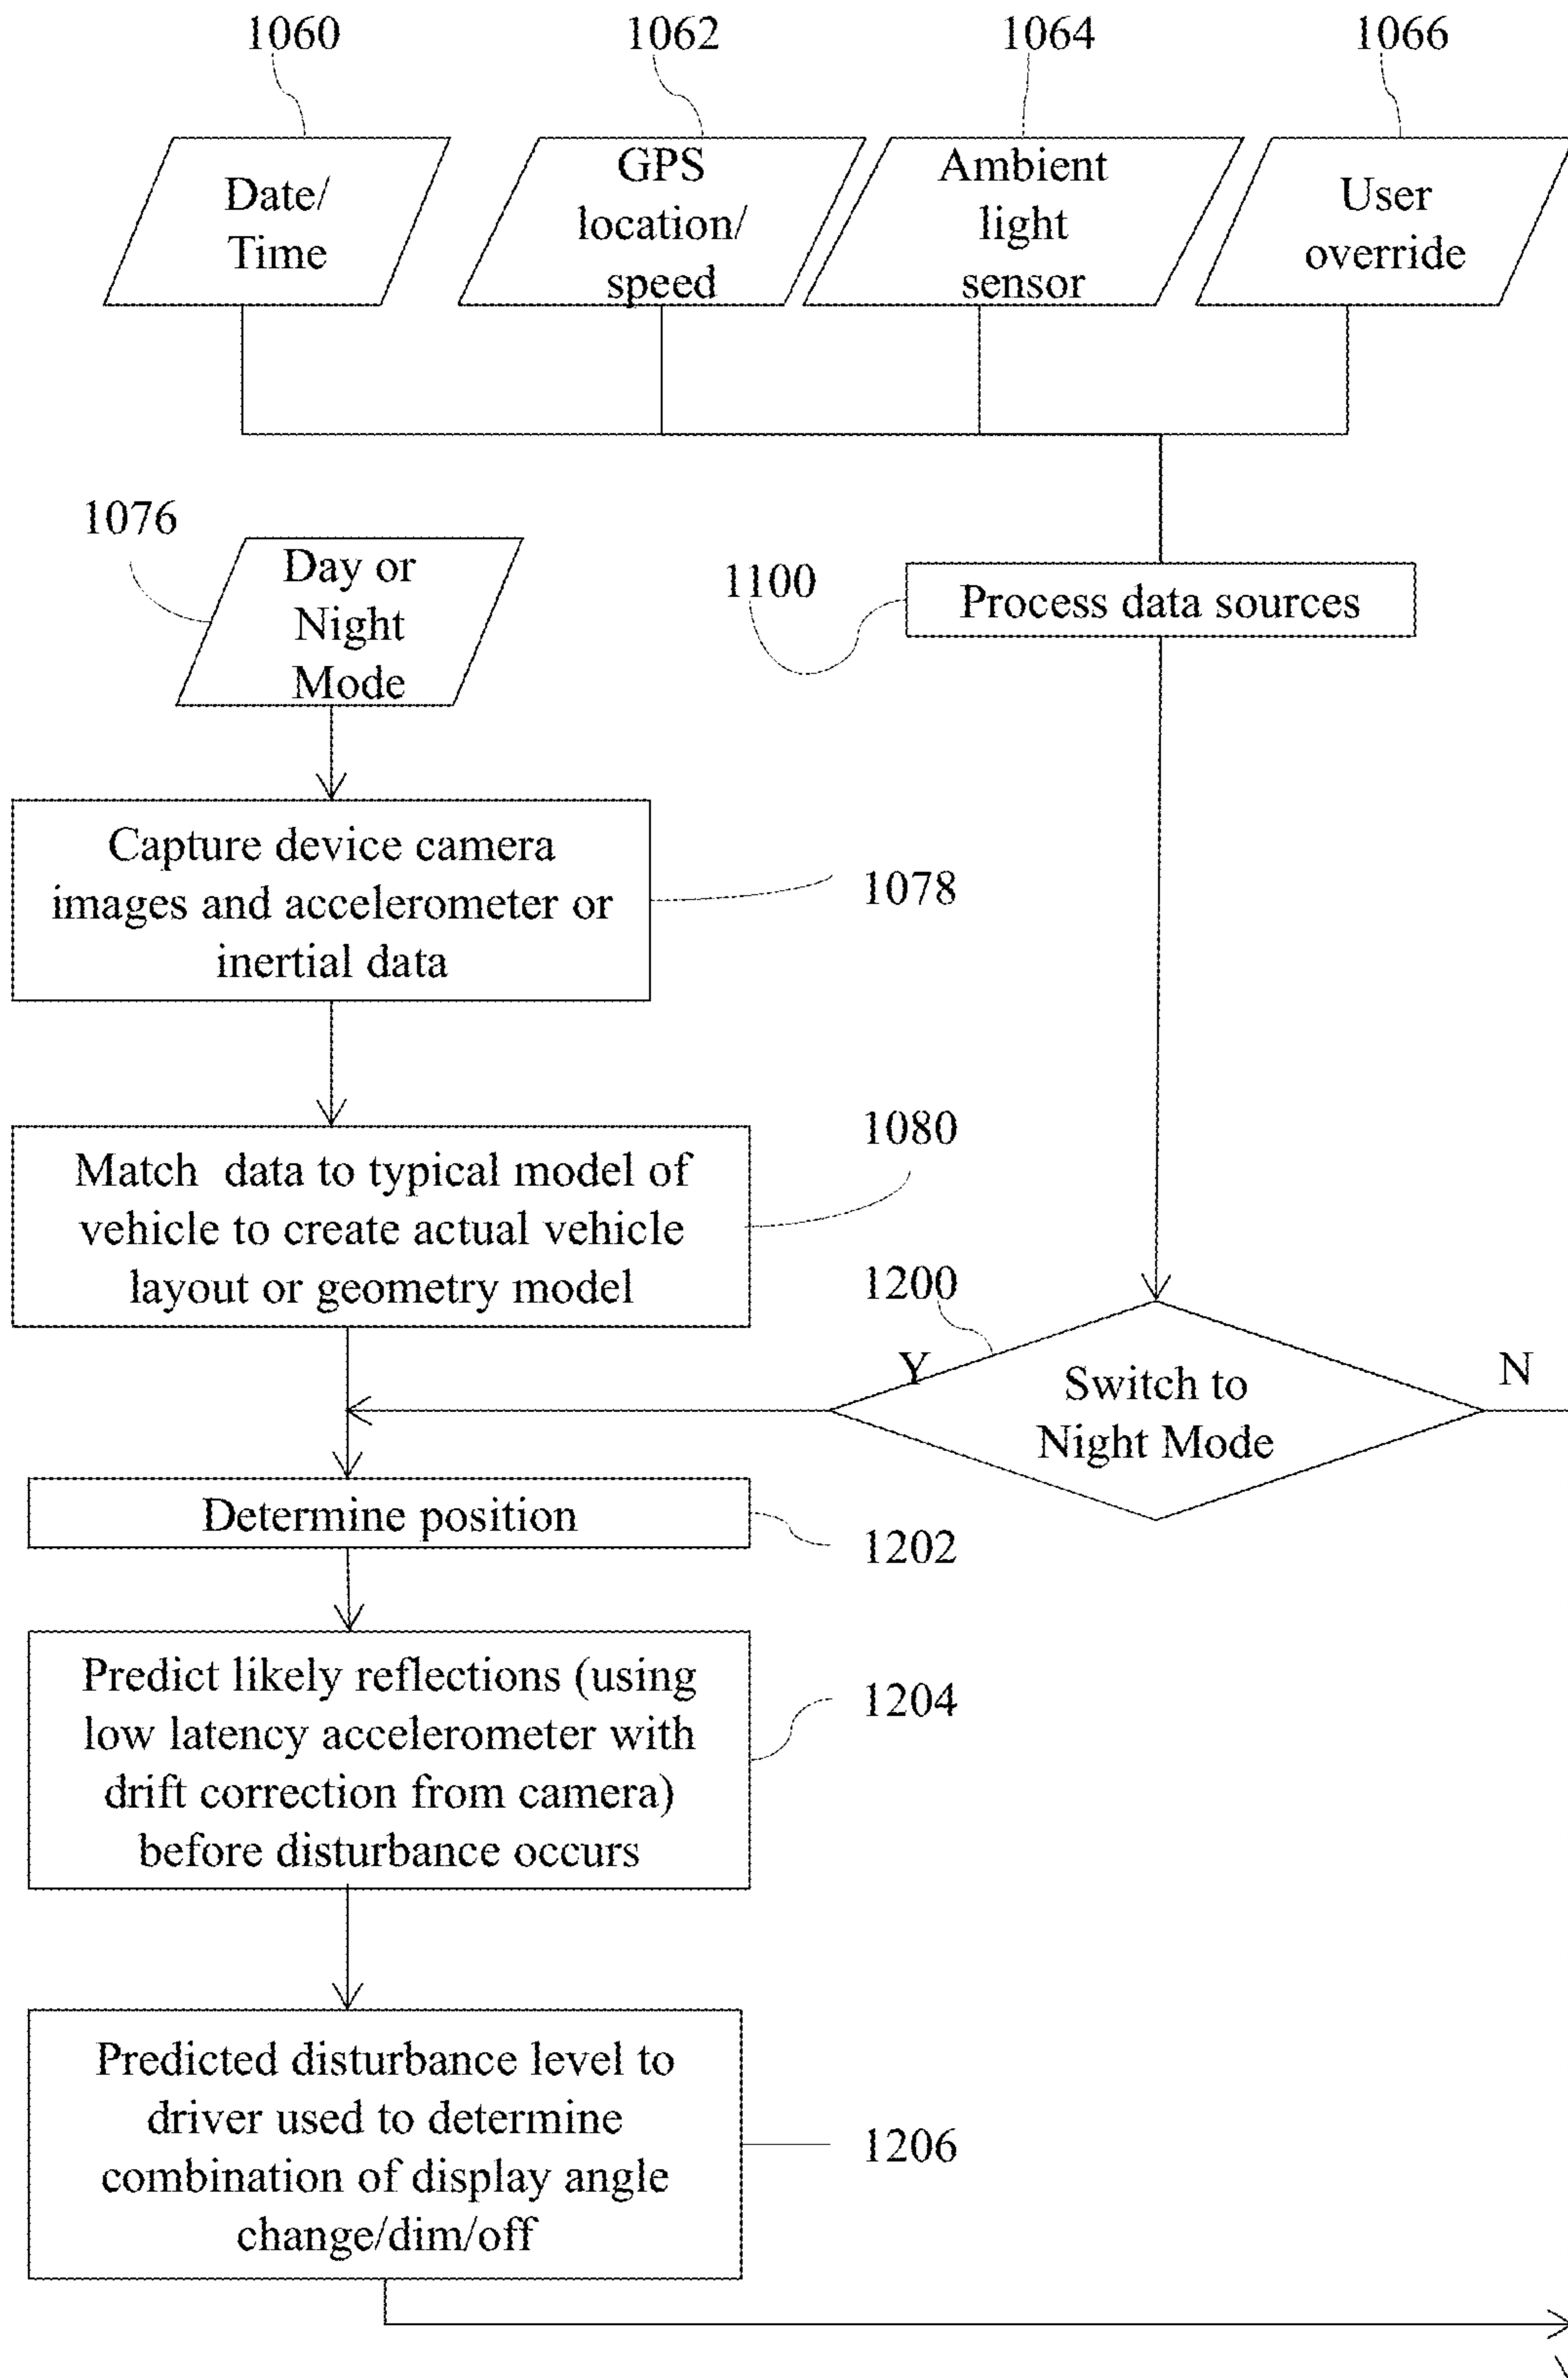 1060
1062
1064
1066
Date/
Time
GPS
location/
speed
Ambient
light
sensor
User
override
1076
Day or
Night
Mode
1100
Process data sources
Capture device camera
images and accelerometer or
inertial data
1078
Match data to typical model of
vehicle to create actual vehicle
layout or geometry model
1080
1200
Y
Switch to
Night Mode
N
Determine position
1202
Predict likely reflections (using
low latency accelerometer with
drift correction from camera)
before disturbance occurs
1204
Predicted disturbance level to
driver used to determine
combination of display angle
change/dim/off
1206